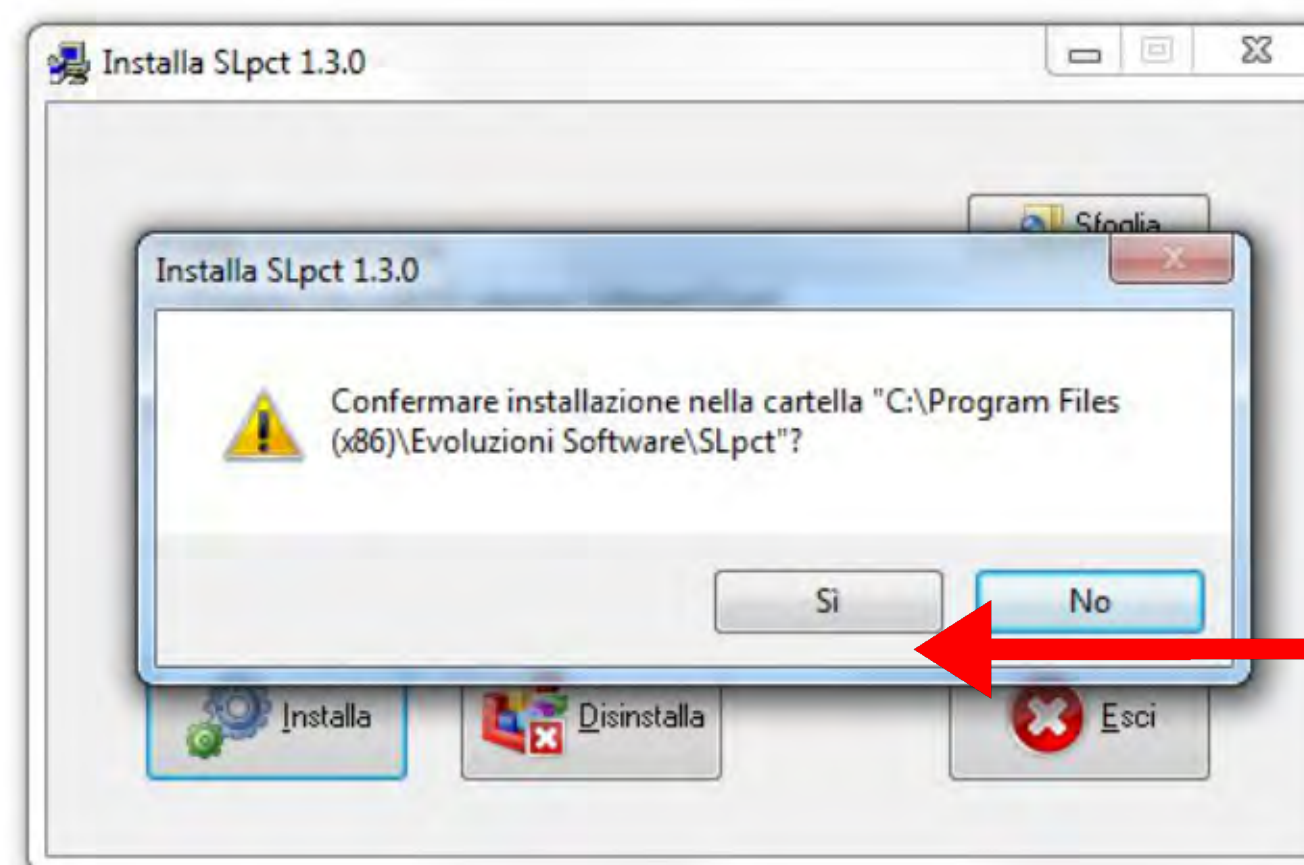 Installa SLpct 1.3.0
Sfoglia
Installa SLpct 1.3.0
Confermare installazione nella cartella "C:\Program Files
(x86)\Evoluzioni Software\SLpct"?
Sì No
Installa Disinstalla Esci